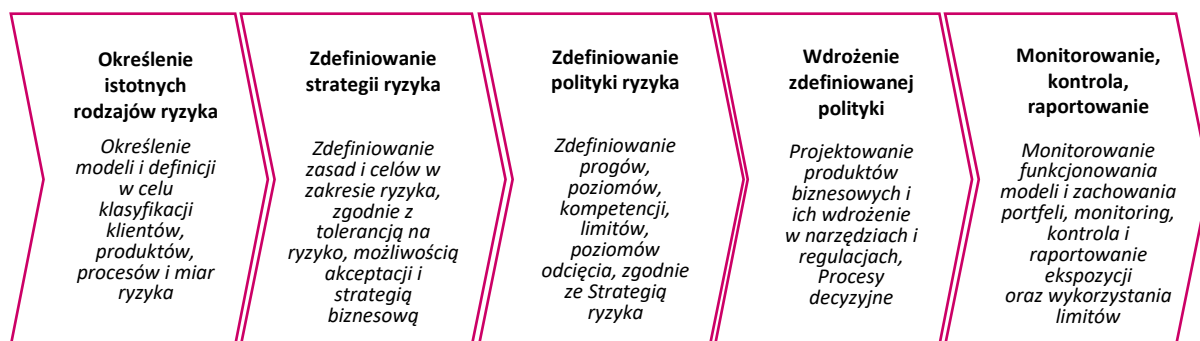 Określenie
istotnych
rodzajów ryzyka
Określenie
modeli i definicji
w celu
klasyfikacji
klientów,
produktów,
procesów i miar
ryzyka
Zdefiniowanie
strategii ryzyka
Zdefiniowanie
zasad i celów w
zakresie ryzyka,
zgodnie z
tolerancją na
ryzyko, możliwością
akceptacji i
strategią
biznesową
Zdefiniowanie
polityki ryzyka
Zdefiniowanie
progów,
poziomów,
kompetencji,
limitów,
poziomów
odcięcia, zgodnie
ze Strategią
ryzyka
Wdrożenie
zdefiniowanej
polityki
Projektowanie
produktów
biznesowych i
ich wdrożenie
w narzędziach i
regulacjach,
Procesy
decyzyjne
Monitorowanie,
kontrola,
raportowanie
Monitorowanie
funkcjonowania
modeli i zachowania
portfeli, monitoring,
kontrola i
raportowanie
ekspozycji
oraz wykorzystania
limitów